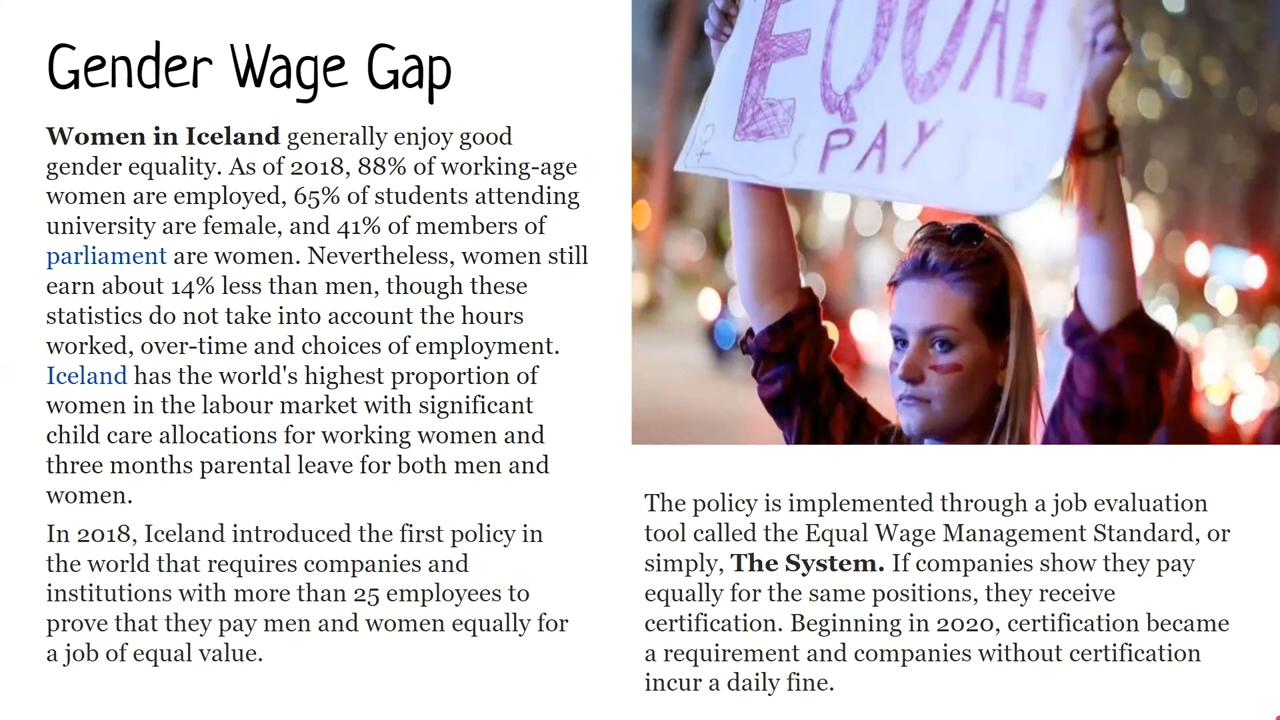 Gender Wage Gap
Women in Iceland generally enjoy good
gender equality. As of 2018, 88% of working-age
women are employed, 65% of students attending
university are female, and 41% of members of
parliament are women. Nevertheless, women still
earn about 14% less than men, though these
statistics do not take into account the hours
worked, over-time and choices of employment.
Iceland has the world's highest proportion of
women in the labour market with significant
child care allocations for working women and
three months parental leave for both men and
women.
In 2018, Iceland introduced the first policy in
the world that requires companies and
institutions with more than 25 employees to
prove that they pay men and women equally for
a job of equal value.
EQUAL
PAY
The policy is implemented through a job evaluation
tool called the Equal Wage Management Standard, or
simply, The System. If companies show they pay
equally for the same positions, they receive
certification. Beginning in 2020, certification became
a requirement and companies without certification
incur a daily fine.